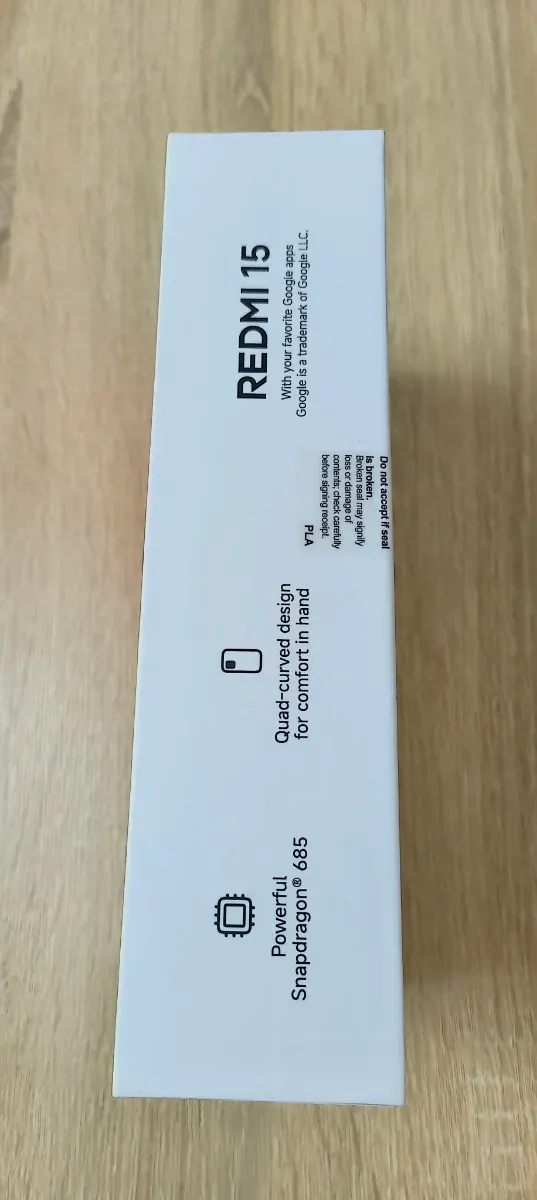 REDMI 15
With your favorite Google apps
Google is a trademark of Google LLC.
Do not accept if seal
is broken.
Broken seal may signify
loss or damage of
contents; check carefully
before signing receipt.
PLA
Quad-curved design
for comfort in hand
Powerful
Snapdragon® 685